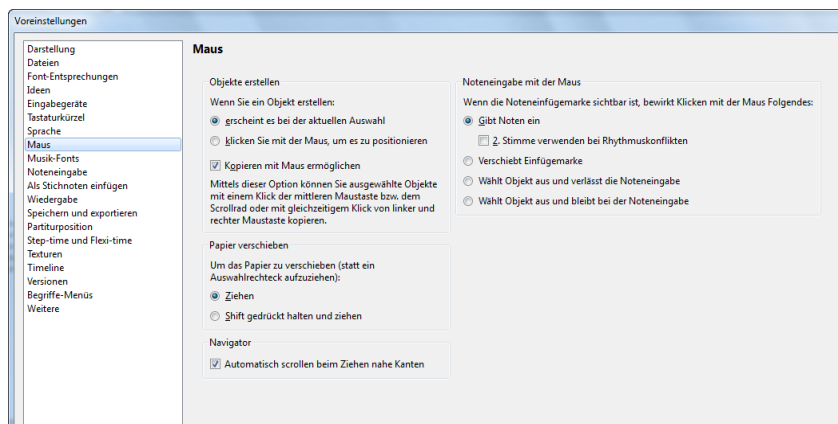 Voreinstellungen
Darstellung
Dateien
Font-Entsprechungen
Ideen
Eingabegeräte
Tastaturkürzel
Sprache
Maus
Musik-Fonts
Noteneingabe
Als Stichnoten einfügen
Wiedergabe
Speichern und exportieren
Partiturposition
Step-time und Flexi-time
Texturen
Timeline
Versionen
Begriffe-Menüs
Weitere
Maus
Objekte erstellen
Wenn Sie ein Objekt erstellen:
erscheint es bei der aktuellen Auswahl
klicken Sie mit der Maus, um es zu positionieren
Kopieren mit Maus ermöglichen
Mittels dieser Option können Sie ausgewählte Objekte
mit einem Klick der mittleren Maustaste bzw. dem
Scrollrad oder mit gleichzeitigem Klick von linker und
rechter Maustaste kopieren.
Papier verschieben
Um das Papier zu verschieben (statt ein
Auswahlrechteck aufzuziehen):
Ziehen
Shift gedrückt halten und ziehen
Navigator
Automatisch scrollen beim Ziehen nahe Kanten
Noteneingabe mit der Maus
Wenn die Noteneinfügemarke sichtbar ist, bewirkt Klicken mit der Maus Folgendes:
Gibt Noten ein
2. Stimme verwenden bei Rhythmuskonflikten
Verschiebt Einfügemarke
Wählt Objekt aus und verlässt die Noteneingabe
Wählt Objekt aus und bleibt bei der Noteneingabe